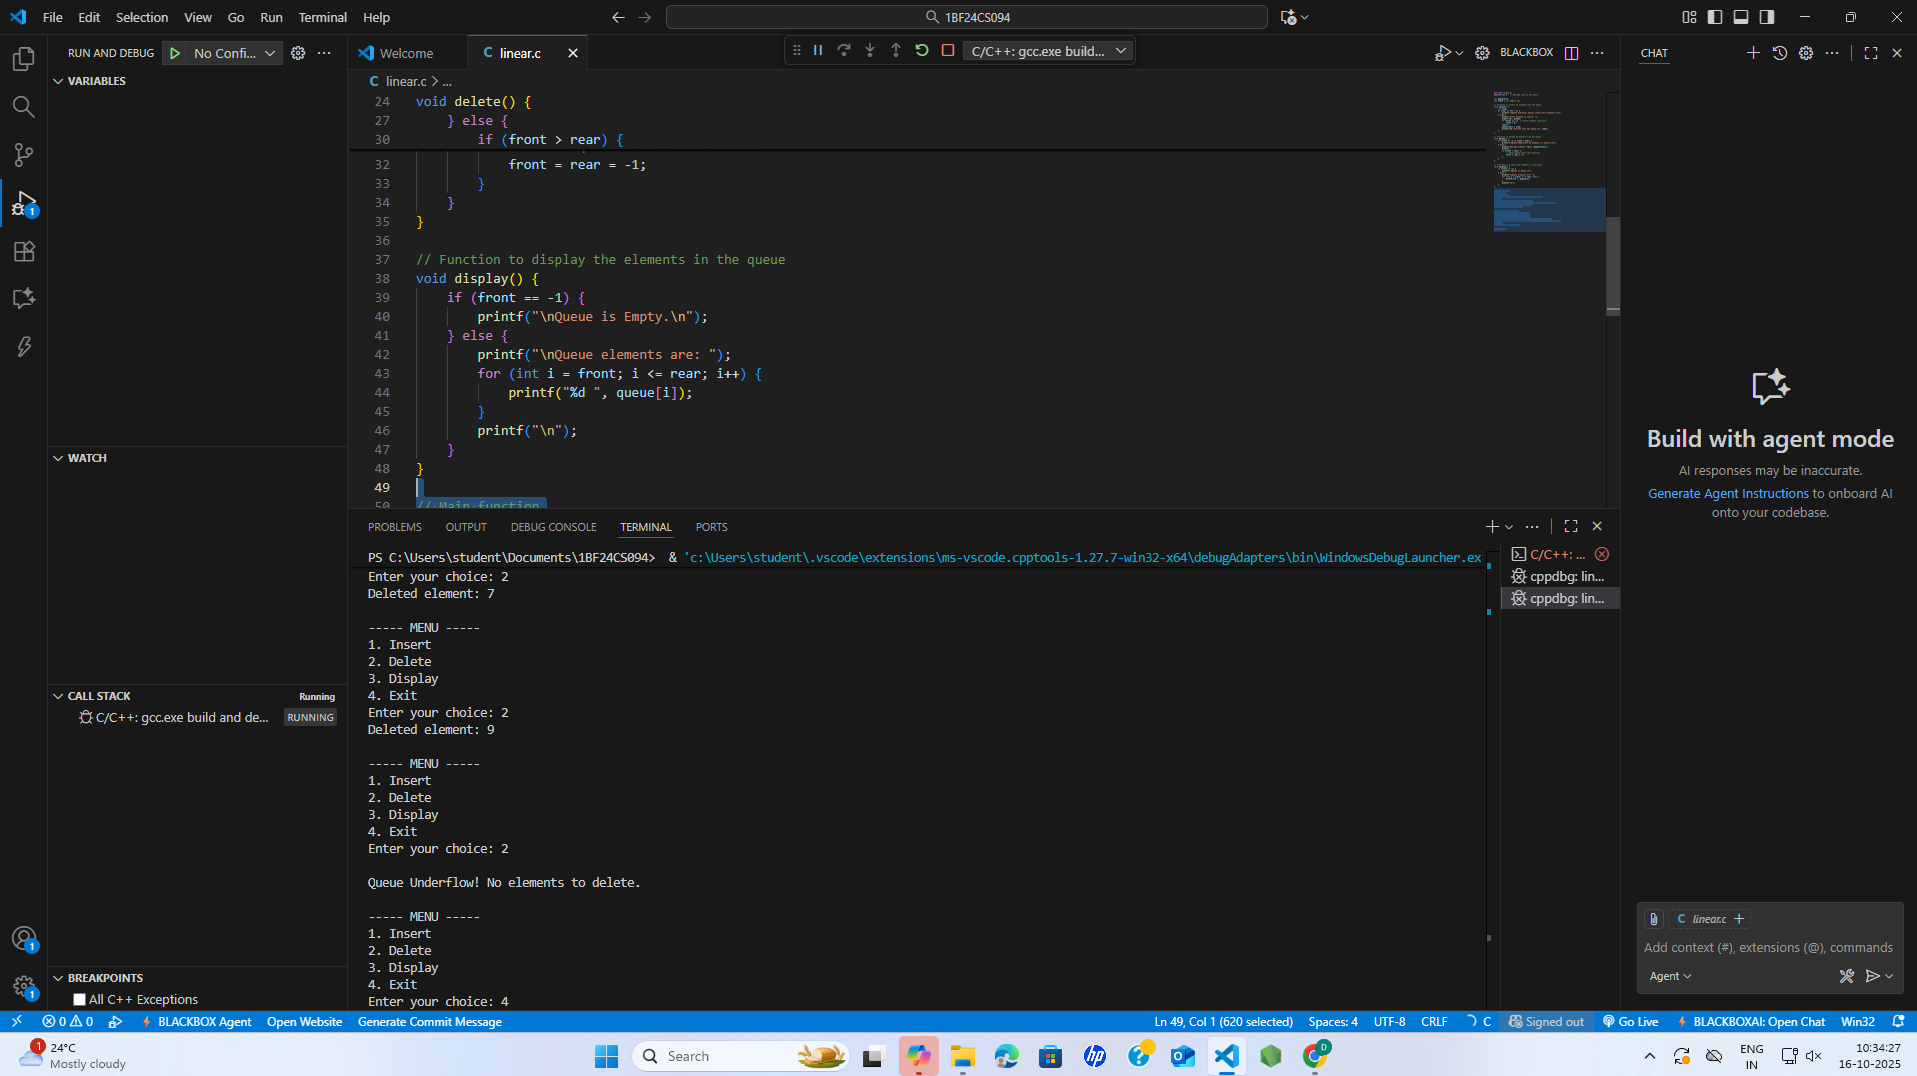 File Edit Selection View Go Run Terminal Help
1BF24CS094
RUN AND DEBUG No Confi...
Welcome
C linear.c
C/C++: gcc.exe build...
BLACKBOX
CHAT
VARIABLES
C linear.c > ...
24 void delete() {
27 } else {
30 if (front > rear) {
32 front = rear = -1;
33 }
34 }
35 }
36
37 // Function to display the elements in the queue
38 void display() {
39 if (front == -1) {
40 printf("\nQueue is Empty.\n");
41 } else {
42 printf("\nQueue elements are: ");
43 for (int i = front; i <= rear; i++) {
44 printf("%d ", queue[i]);
45 }
46 printf("\n");
47 }
48 }
49
50 // Main function
WATCH
CALL STACK Running
C/C++: gcc.exe build and de... RUNNING
BREAKPOINTS
All C++ Exceptions
PROBLEMS OUTPUT DEBUG CONSOLE TERMINAL PORTS
PS C:\Users\student\Documents\1BF24CS094> & 'c:\Users\student\.vscode\extensions\ms-vscode.cpptools-1.27.7-win32-x64\debugAdapters\bin\WindowsDebugLauncher.ex
Enter your choice: 2
Deleted element: 7
----- MENU -----
1. Insert
2. Delete
3. Display
4. Exit
Enter your choice: 2
Deleted element: 9
----- MENU -----
1. Insert
2. Delete
3. Display
4. Exit
Enter your choice: 2
Queue Underflow! No elements to delete.
----- MENU -----
1. Insert
2. Delete
3. Display
4. Exit
Enter your choice: 4
C/C++: ...
cppdbg: lin...
cppdbg: lin...
Build with agent mode
AI responses may be inaccurate.
Generate Agent Instructions to onboard AI
onto your codebase.
C linear.c +
Add context (#), extensions (@), commands
Agent
1
1
1
0 0 BLACKBOX Agent Open Website Generate Commit Message
Ln 49, Col 1 (620 selected) Spaces: 4 UTF-8 CRLF C Signed out Go Live BLACKBOXAI: Open Chat Win32
1
24°C
Mostly cloudy
Search
hp
D
ENG
IN
10:34:27
16-10-2025